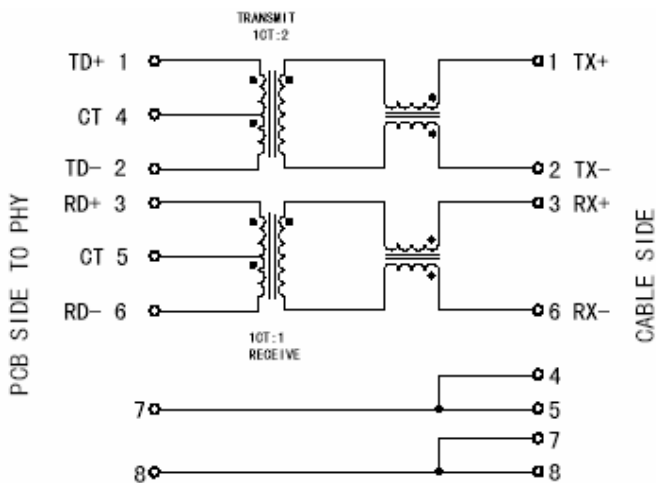 TRANSMIT
1CT:2
TD+ 1
1 TX+
CT 4
TD- 2
2 TX-
RD+ 3
3 RX+
CT 5
RD- 6
6 RX-
1CT:1
RECEIVE
4
7
5
7
8
8
PCB SIDE TO PHY
CABLE SIDE